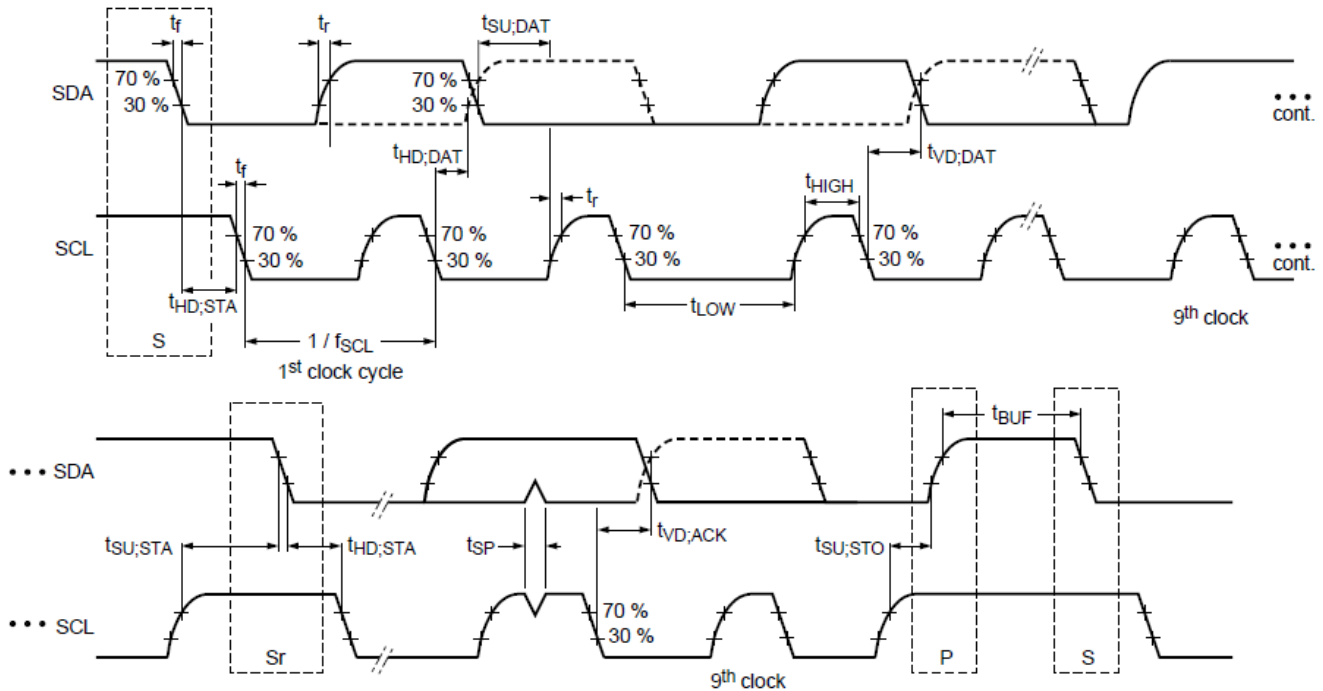 tf
tr
tSU;DAT
70 %
30 %
SDA
70 %
30 %
cont.
tHD;DAT
tVD;DAT
tf
tr
tHIGH
SCL
70 %
30 %
70 %
30 %
70 %
30 %
70 %
30 %
cont.
tHD;STA
tLOW
9th clock
S
1 / fSCL
1st clock cycle
tBUF
SDA
tSU;STA
tHD;STA
tSP
tVD;ACK
tSU;STO
SCL
70 %
30 %
Sr
9th clock
P
S